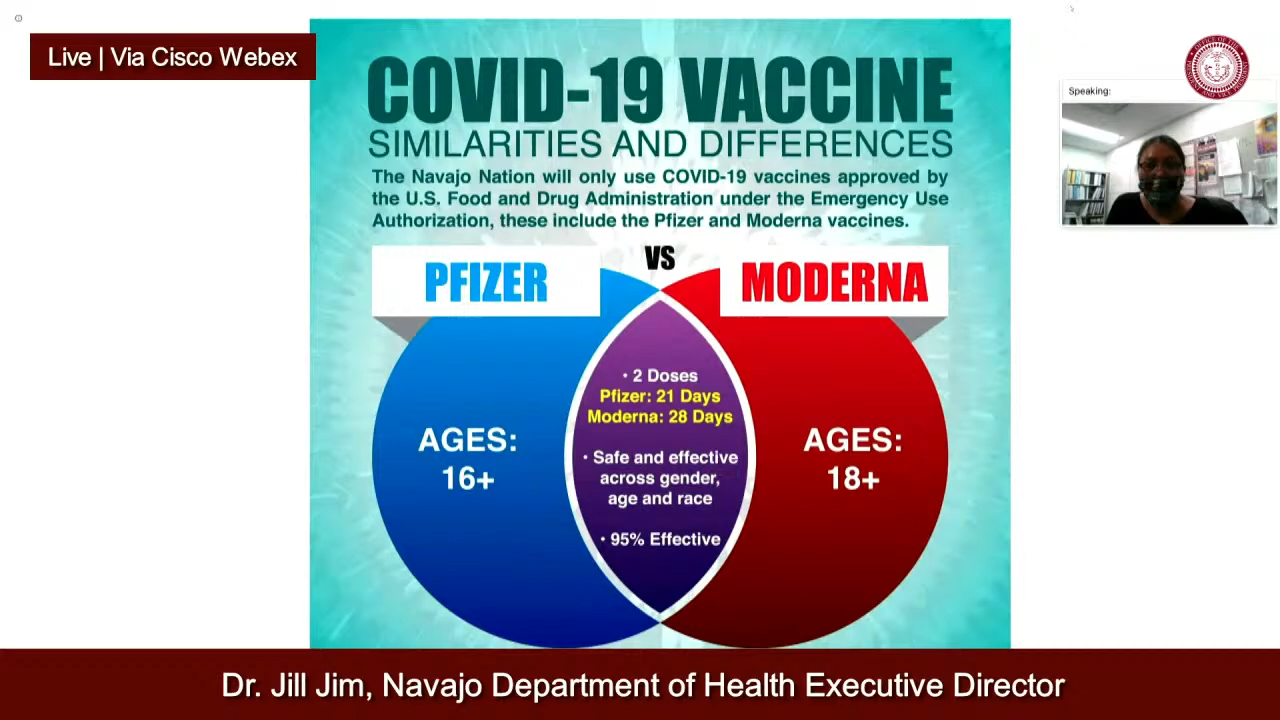 Live | Via Cisco Webex
COVID-19 VACCINE
SIMILARITIES AND DIFFERENCES
The Navajo Nation will only use COVID-19 vaccines approved by
the U.S. Food and Drug Administration under the Emergency Use
Authorization, these include the Pfizer and Moderna vaccines.
Speaking:
VS
PFIZER
MODERNA
• 2 Doses
Pfizer: 21 Days
Moderna: 28 Days
AGES:
16+
• Safe and effective
across gender,
age and race
• 95% Effective
AGES:
18+
Dr. Jill Jim, Navajo Department of Health Executive Director